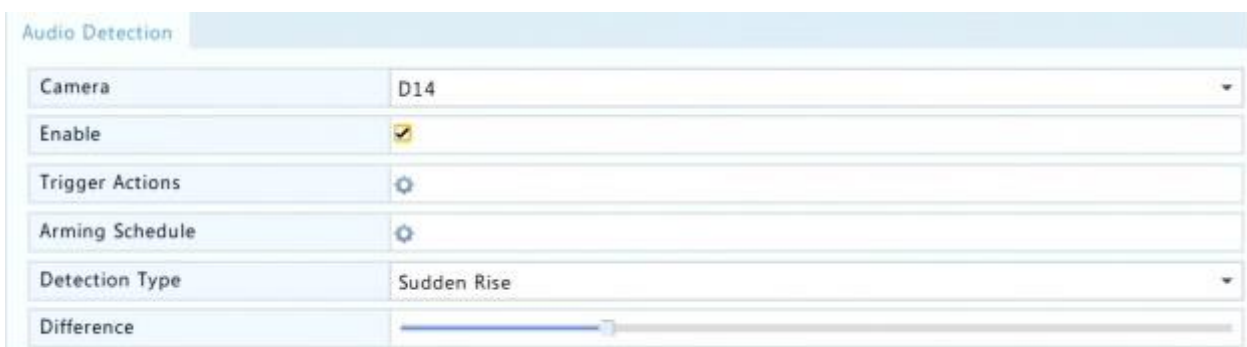 Audio Detection
Camera D14
Enable
Trigger Actions
Arming Schedule
Detection Type Sudden Rise
Difference